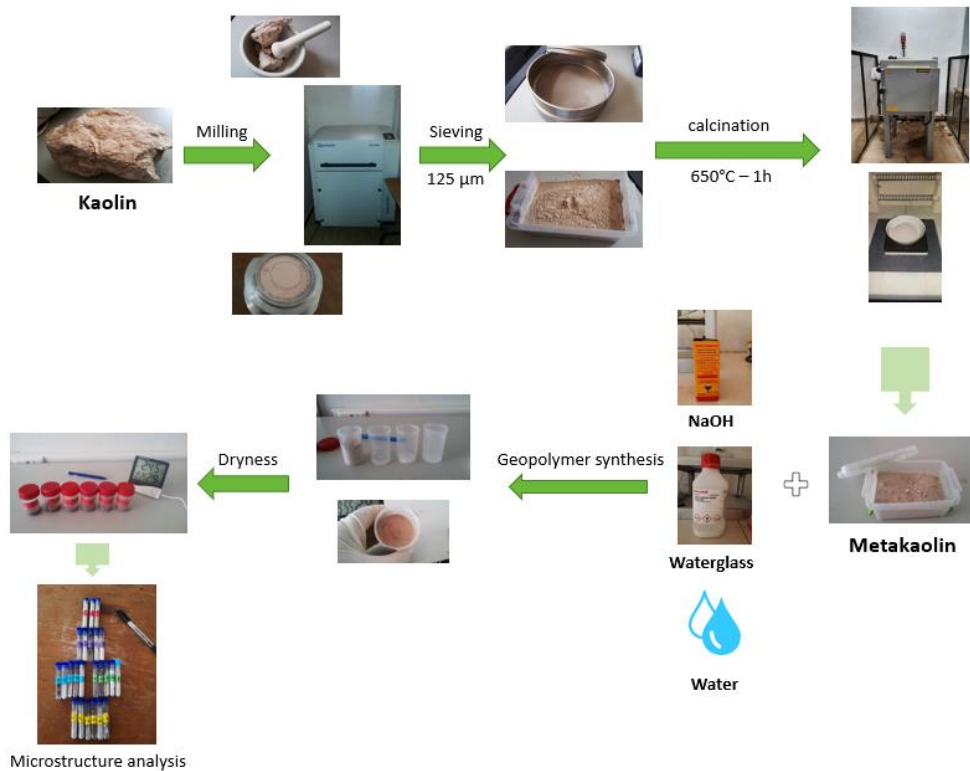 Milling
Sieving
calcination
125 µm
650°C – 1h
Kaolin
NaOH
Dryness
Geopolymer synthesis
Waterglass
Metakaolin
Water
Microstructure analysis